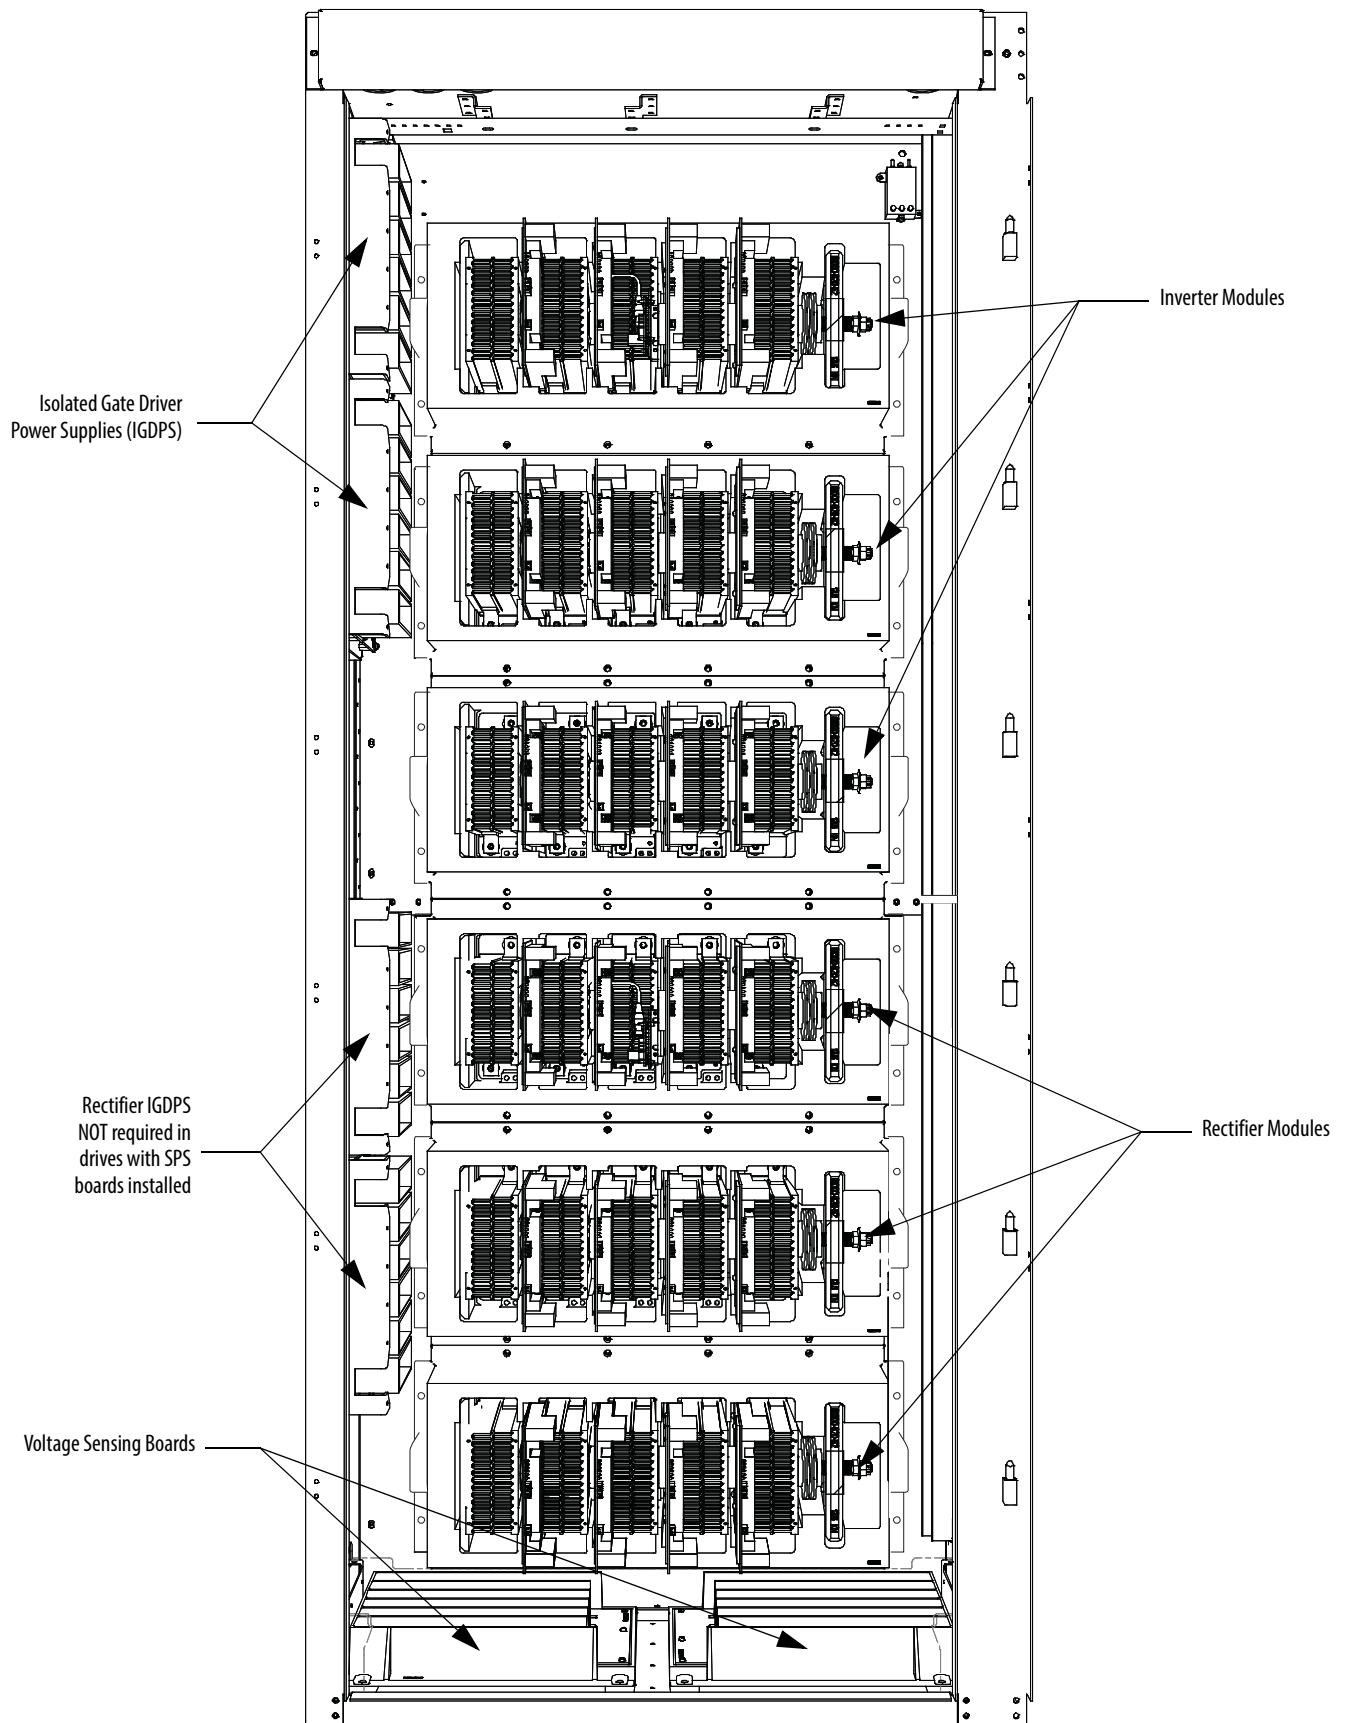 Inverter Modules
Isolated Gate Driver
Power Supplies (IGDPS)
Rectifier IGDPS
NOT required in
drives with SPS
boards installed
Rectifier Modules
Voltage Sensing Boards